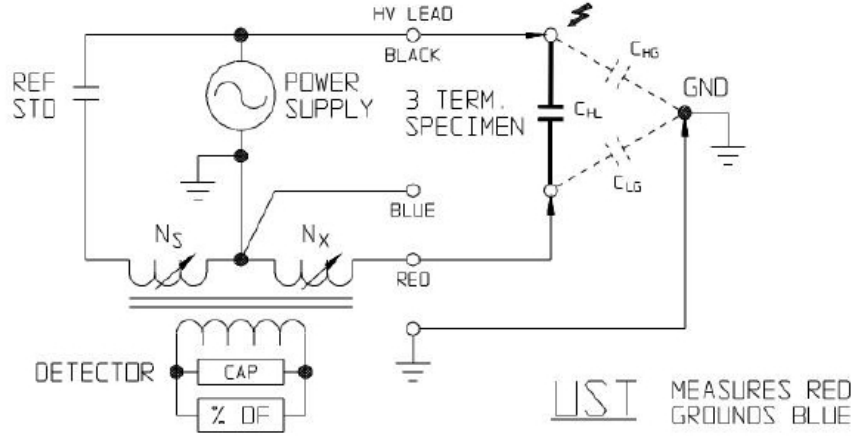 HV LEAD
BLACK
REF
STD
POWER
SUPPLY
3 TERM.
SPECIMEN
CHG
CHL
CLG
GND
BLUE
NS
NX
RED
DETECTOR
CAP
% DF
UST
MEASURES RED
GROUNDS BLUE